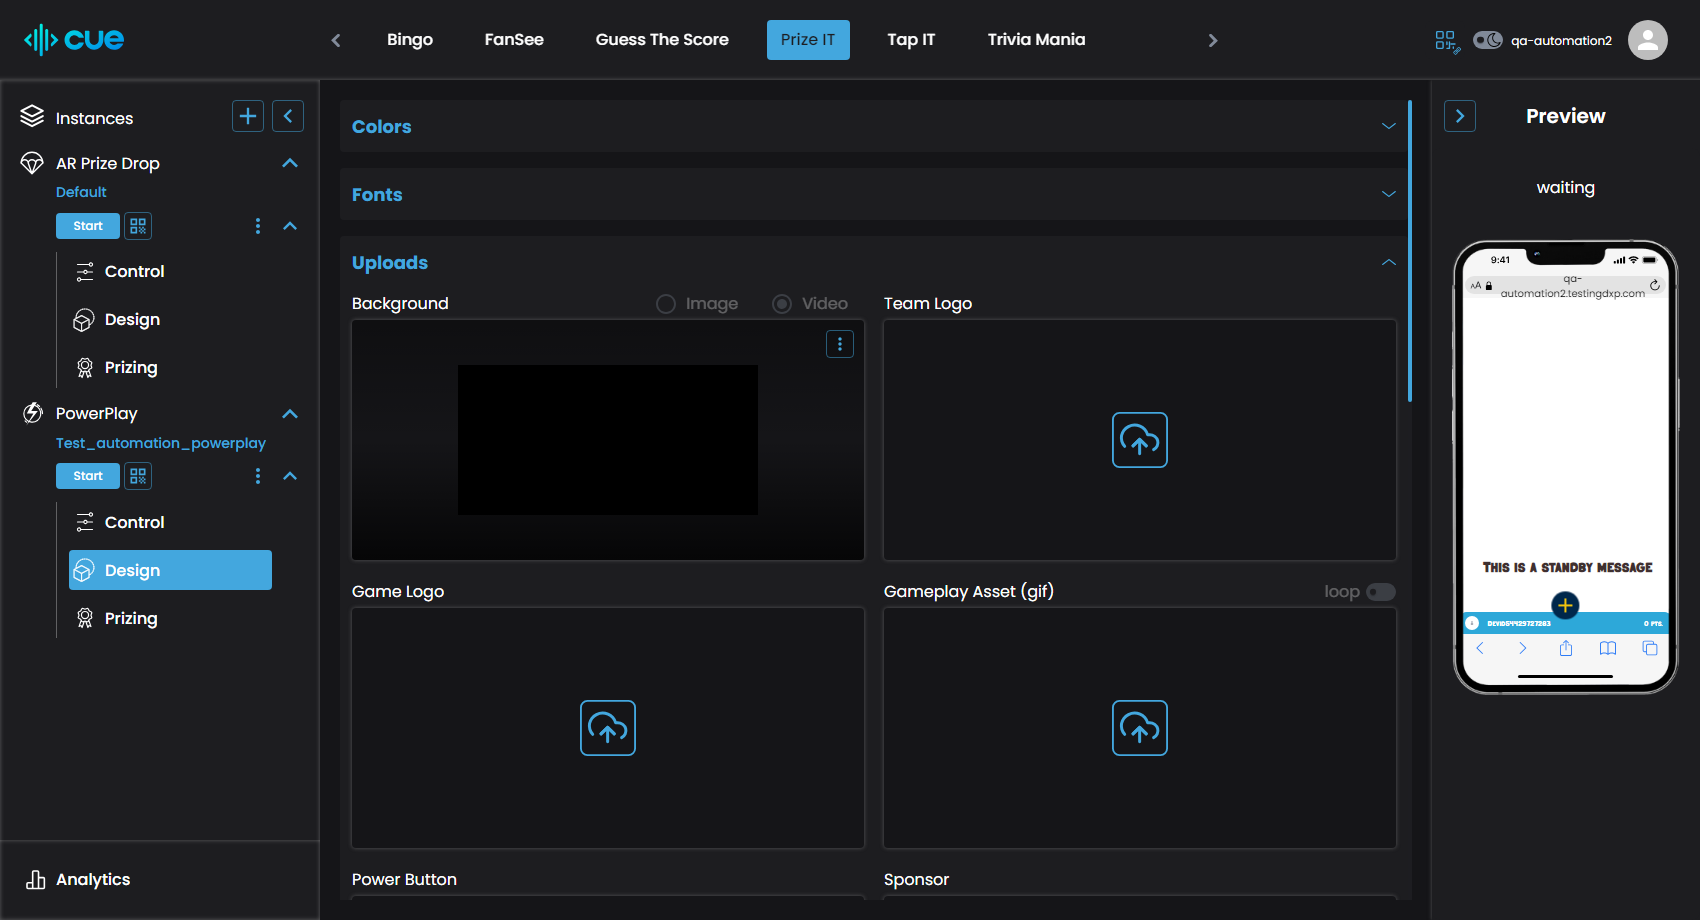 cue
Bingo
FanSee
Guess The Score
Prize IT
Tap IT
Trivia Mania
qa-automation2
Instances
AR Prize Drop
Default
Start
Control
Design
Prizing
PowerPlay
Test_automation_powerplay
Start
Control
Design
Prizing
Analytics
Colors
Fonts
Uploads
Background
Image
Video
Team Logo
Game Logo
Gameplay Asset (gif)
loop
Power Button
Sponsor
Preview
waiting
9:41
AA
qa-
automation2.testingdxp.com
THIS IS A STANDBY MESSAGE
0 PTS.